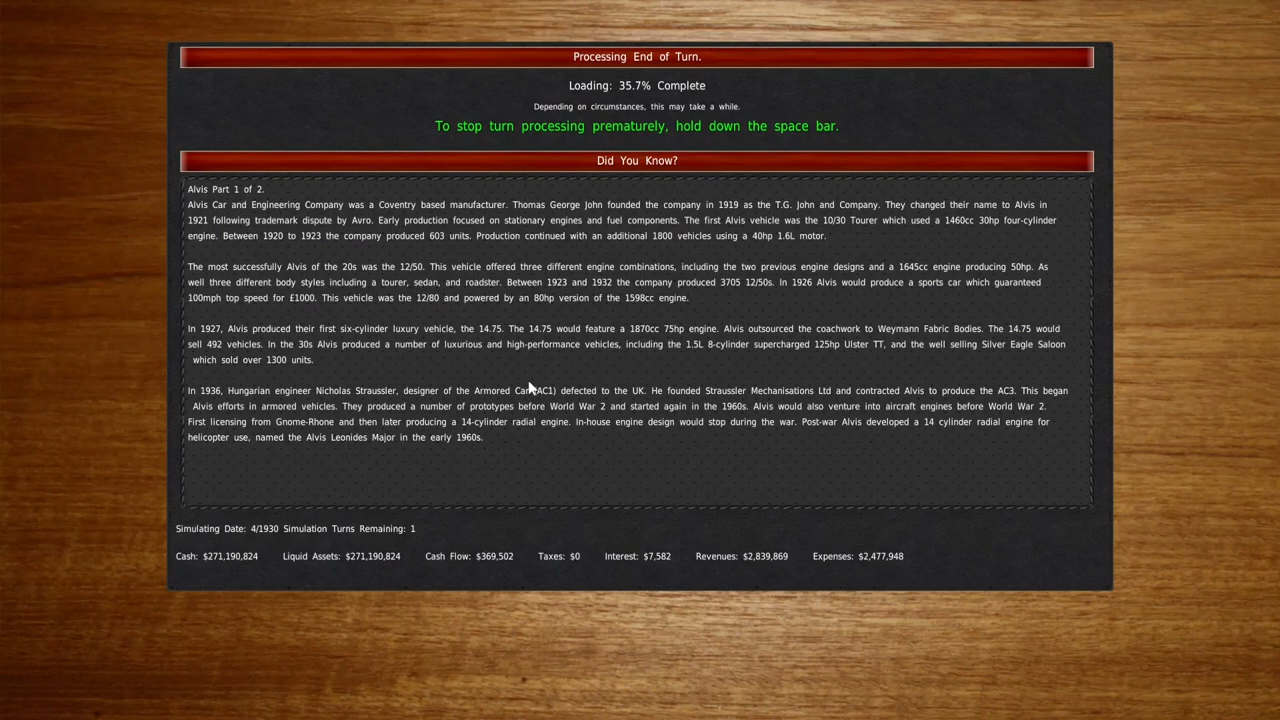 Processing End of Turn.
Loading: 35.7% Complete
Depending on circumstances, this may take a while.
To stop turn processing prematurely, hold down the space bar.
Did You Know?
Alvis Part 1 of 2.
Alvis Car and Engineering Company was a Coventry based manufacturer. Thomas George John founded the company in 1919 as the T.G. John and Company. They changed their name to Alvis in
1921 following trademark dispute by Avro. Early production focused on stationary engines and fuel components. The first Alvis vehicle was the 10/30 Tourer which used a 1460cc 30hp four-cylinder
engine. Between 1920 to 1923 the company produced 603 units. Production continued with an additional 1800 vehicles using a 40hp 1.6L motor.
The most successfully Alvis of the 20s was the 12/50. This vehicle offered three different engine combinations, including the two previous engine designs and a 1645cc engine producing 50hp. As
well three different body styles including a tourer, sedan, and roadster. Between 1923 and 1932 the company produced 3705 12/50s. In 1926 Alvis would produce a sports car which guaranteed
100mph top speed for £1000. This vehicle was the 12/80 and powered by an 80hp version of the 1598cc engine.
In 1927, Alvis produced their first six-cylinder luxury vehicle, the 14.75. The 14.75 would feature a 1870cc 75hp engine. Alvis outsourced the coachwork to Weymann Fabric Bodies. The 14.75 would
sell 492 vehicles. In the 30s Alvis produced a number of luxurious and high-performance vehicles, including the 1.5L 8-cylinder supercharged 125hp Ulster TT, and the well selling Silver Eagle Saloon
which sold over 1300 units.
In 1936, Hungarian engineer Nicholas Straussler, designer of the Armored Car AC1) defected to the UK. He founded Straussler Mechanisations Ltd and contracted Alvis to produce the AC3. This began
Alvis efforts in armored vehicles. They produced a number of prototypes before World War 2 and started again in the 1960s. Alvis would also venture into aircraft engines before World War 2.
First licensing from Gnome-Rhone and then later producing a 14-cylinder radial engine. In-house engine design would stop during the war. Post-war Alvis developed a 14 cylinder radial engine for
helicopter use, named the Alvis Leonides Major in the early 1960s.
Simulating Date: 4/1930 Simulation Turns Remaining: 1
Cash: $271,190,824 Liquid Assets: $271,190,824 Cash Flow: $369,502 Taxes: $0 Interest: $7,582 Revenues: $2,839,869 Expenses: $2,477,948